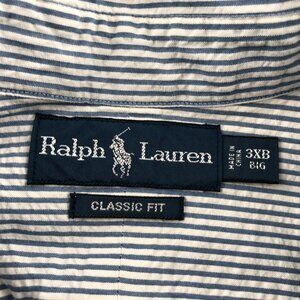 Ralph Lauren
MADE IN
CHINA
3XB
BIG
CLASSIC FIT